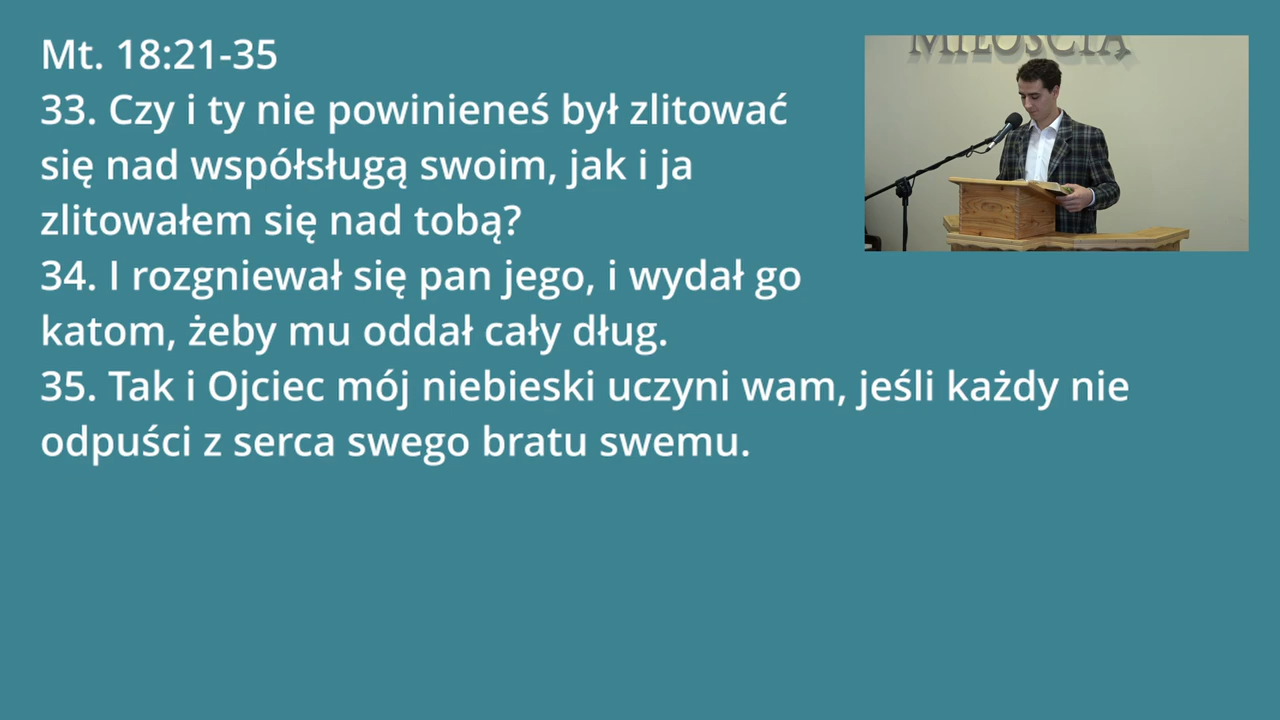 Mt. 18:21-35
33. Czy i ty nie powinieneś był zlitować
się nad współsługą swoim, jak i ja
zlitowałem się nad tobą?
34. I rozgniewał się pan jego, i wydał go
katom, żeby mu oddał cały dług.
35. Tak i Ojciec mój niebieski uczyni wam, jeśli każdy nie
odpuści z serca swego bratu swemu.
MIŁOŚCIĄ